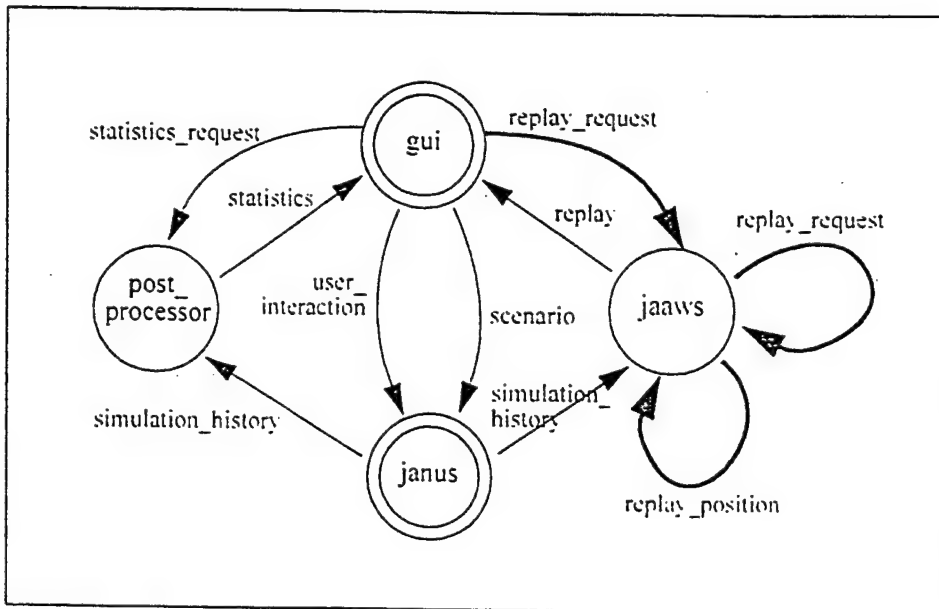 gui
statistics_request
replay_request
statistics
replay
replay_request
post_
processor
user_
interaction
scenario
jaaws
simulation_history
simulation_
history
janus
replay_position